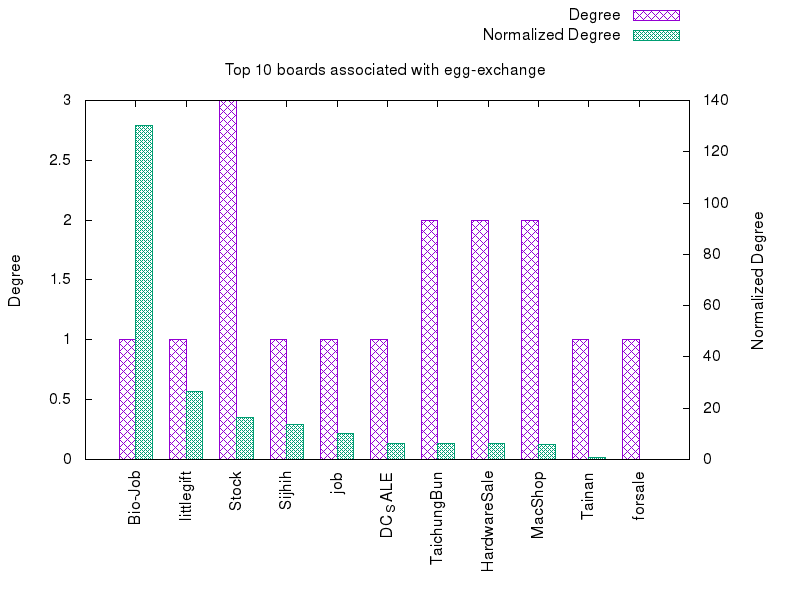 Degree
Normalized Degree
Top 10 boards associated with egg-exchange
3
2.5
2
1.5
1
0.5
0
Degree
140
120
100
80
60
40
20
0
Normalized Degree
Bio-Job
littlegift
Stock
Sijhih
job
DCsALE
TaichungBun
HardwareSale
MacShop
Tainan
forsale